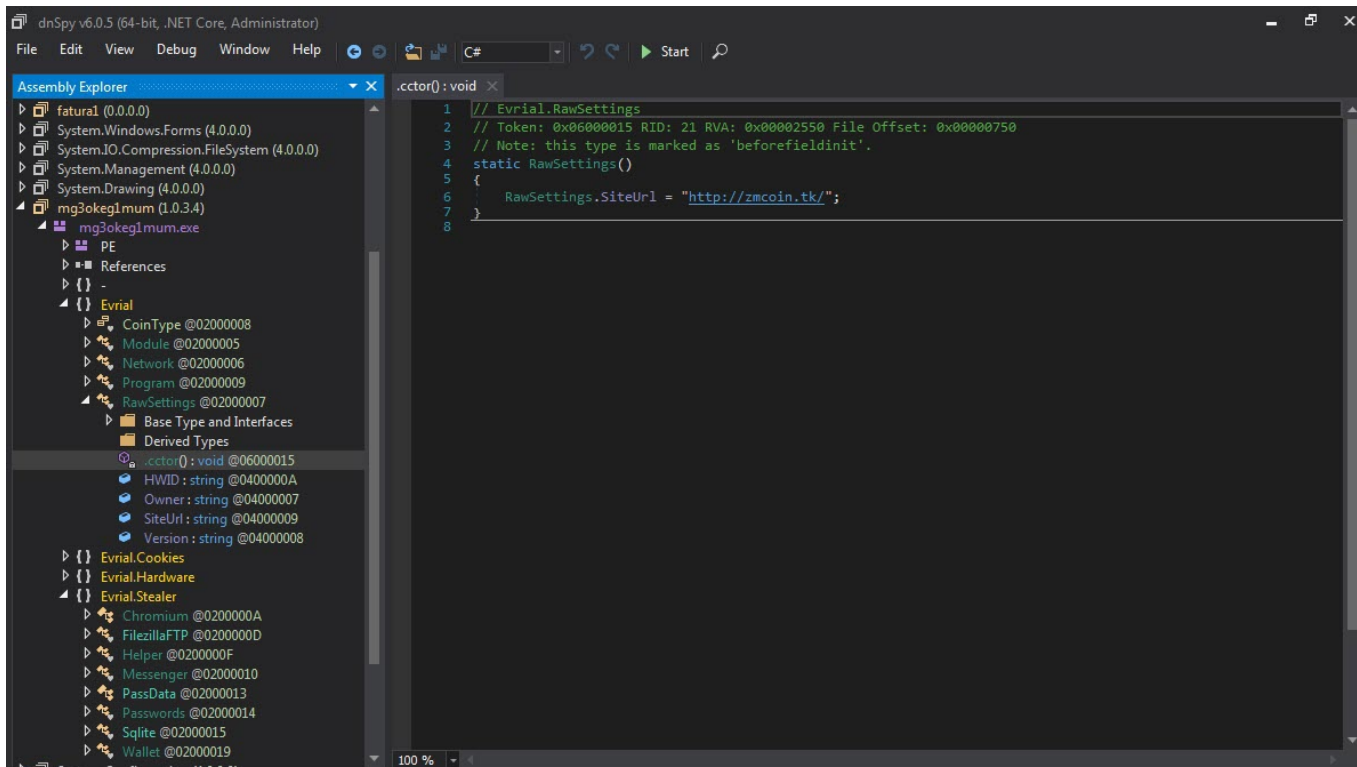 dnSpy v6.0.5 (64-bit, .NET Core, Administrator)
File Edit View Debug Window Help C# Start
Assembly Explorer
fatura1 (0.0.0.0)
System.Windows.Forms (4.0.0.0)
System.IO.Compression.FileSystem (4.0.0.0)
System.Management (4.0.0.0)
System.Drawing (4.0.0.0)
mg3okeg1mum (1.0.3.4)
mg3okeg1mum.exe
PE
References
{ } -
{ } Evrial
CoinType @02000008
Module @02000005
Network @02000006
Program @02000009
RawSettings @02000007
Base Type and Interfaces
Derived Types
.cctor() : void @06000015
HWID : string @0400000A
Owner : string @04000007
SiteUrl : string @04000009
Version : string @04000008
{ } Evrial.Cookies
{ } Evrial.Hardware
{ } Evrial.Stealer
Chromium @0200000A
FilezillaFTP @0200000D
Helper @0200000F
Messenger @02000010
PassData @02000013
Passwords @02000014
Sqlite @02000015
Wallet @02000019
.cctor() : void
1 // Evrial.RawSettings
2 // Token: 0x06000015 RID: 21 RVA: 0x00002550 File Offset: 0x00000750
3 // Note: this type is marked as 'beforefieldinit'.
4 static RawSettings()
5 {
6 RawSettings.SiteUrl = "http://zmcoin.tk/";
7 }
8
100 %